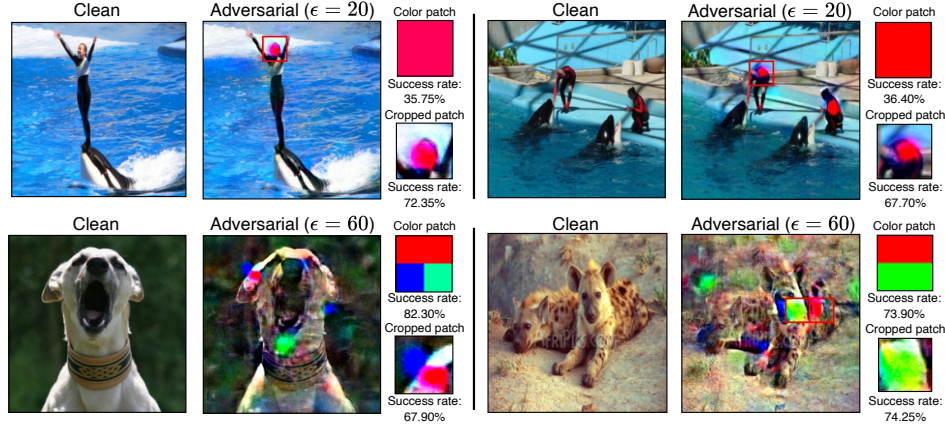 Clean
Adversarial (ϵ = 20)
Color patch
Success rate:
35.75%
Cropped patch
Success rate:
72.35%
Clean
Adversarial (ϵ = 20)
Color patch
Success rate:
36.40%
Cropped patch
Success rate:
67.70%
Clean
Adversarial (ϵ = 60)
Color patch
Success rate:
82.30%
Cropped patch
Success rate:
67.90%
Clean
Adversarial (ϵ = 60)
Color patch
Success rate:
73.90%
Cropped patch
Success rate:
74.25%